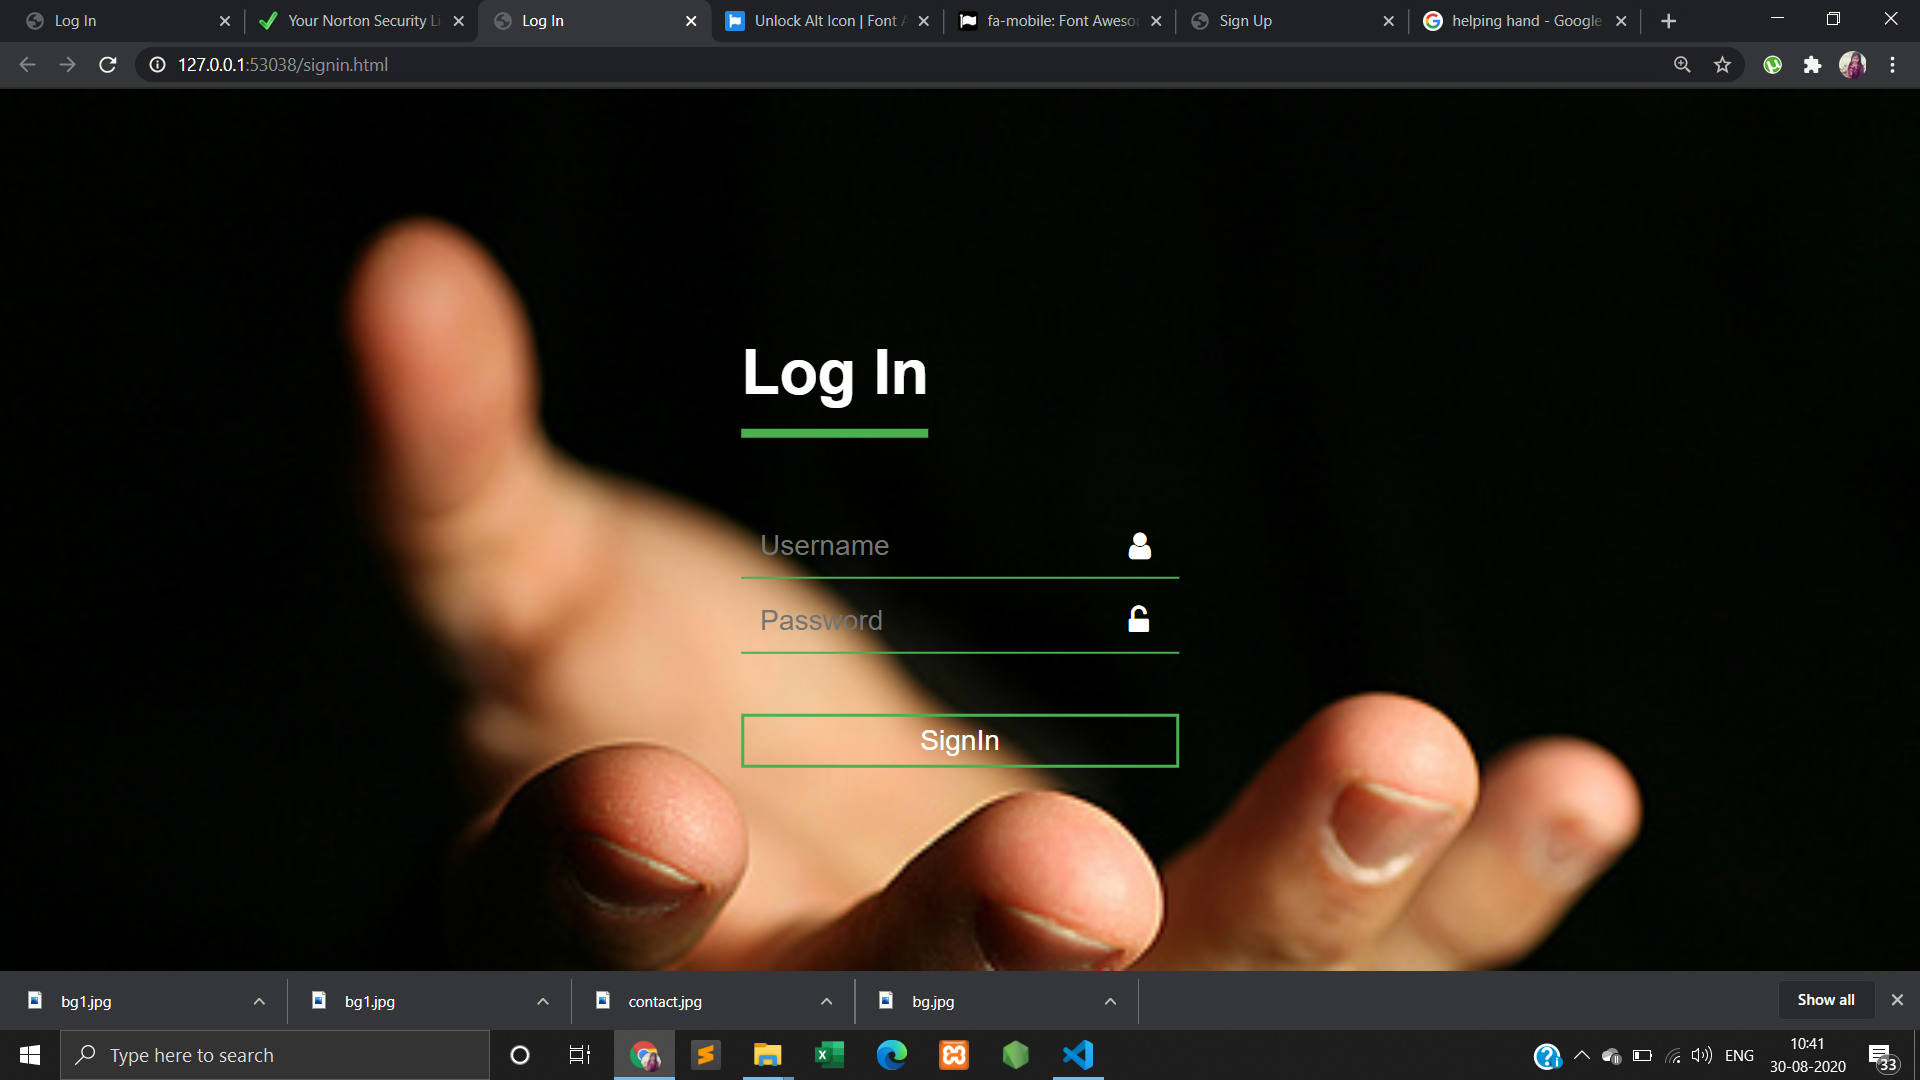 Log In
Your Norton Security Li
Log In
Unlock Alt Icon | Font A
fa-mobile: Font Aweson
Sign Up
helping hand - Google
127.0.0.1:53038/signin.html
Log In
Username
Password
SignIn
bg1.jpg
bg1.jpg
contact.jpg
bg.jpg
Show all
Type here to search
ENG
10:41
30-08-2020
33